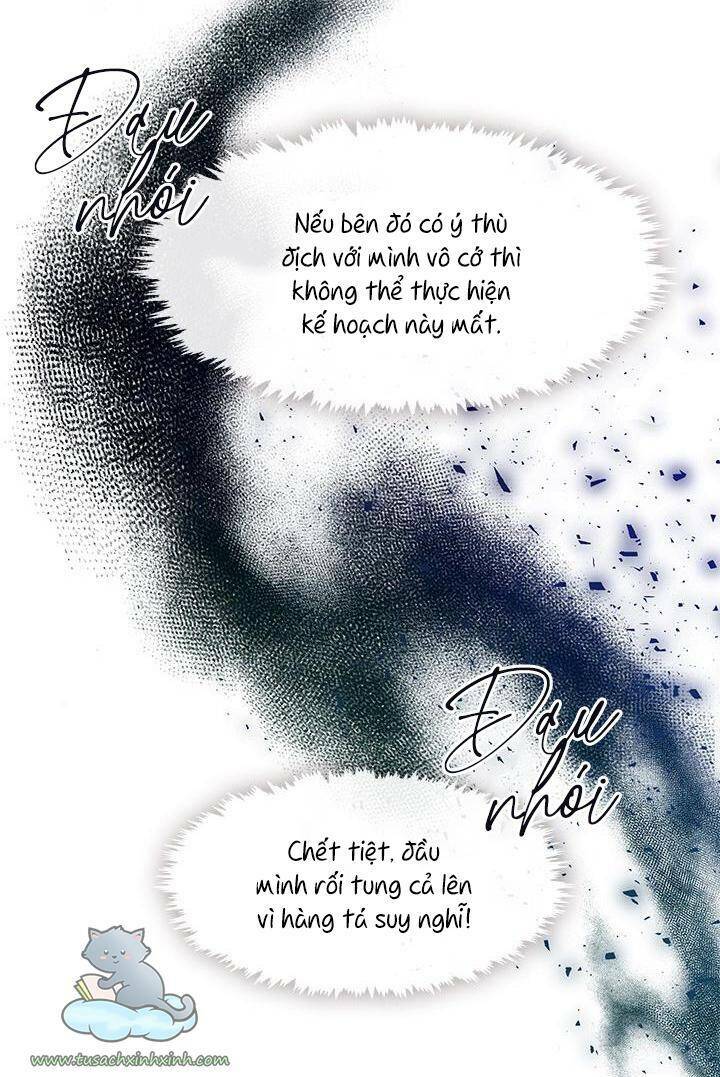 Đau
nhói
Nếu bên đó có ý thù
địch với mình vô cớ thì
không thể thực hiện
kế hoạch này mất.
Đau
nhói
Chết tiệt, đầu
mình rối tung cả lên
vì hàng tá suy nghĩ!
www.tusachxinhxinh.com